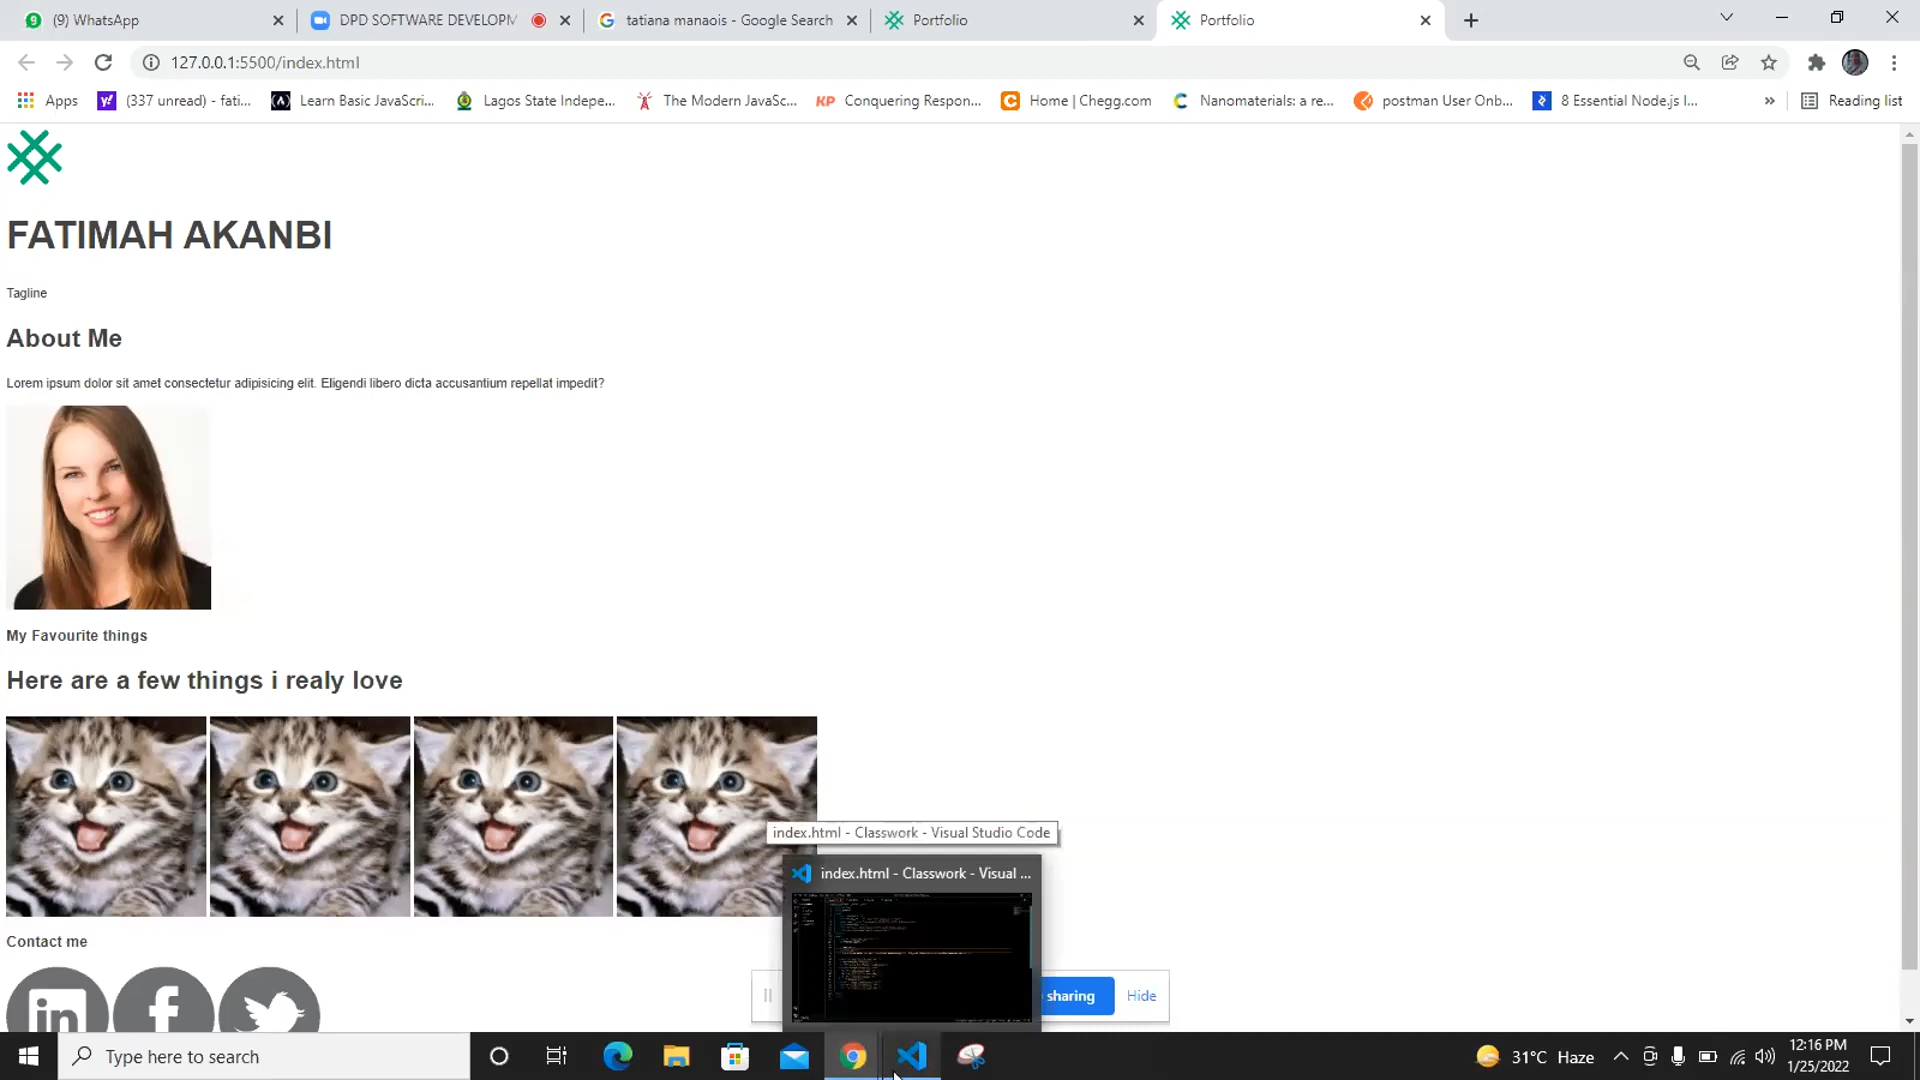 (9) WhatsApp
DPD SOFTWARE DEVELOPM
tatiana manaois - Google Search
Portfolio
Portfolio
127.0.0.1:5500/index.html
Apps
(337 unread) - fati...
Learn Basic JavaScri...
Lagos State Indepe...
The Modern JavaSc...
KP Conquering Respon...
Home | Chegg.com
Nanomaterials: a re...
postman User Onb...
8 Essential Node.js l...
Reading list
FATIMAH AKANBI
Tagline
About Me
Lorem ipsum dolor sit amet consectetur adipisicing elit. Eligendi libero dicta accusantium repellat impedit?
My Favourite things
Here are a few things i realy love
index.html - Classwork - Visual Studio Code
index.html - Classwork - Visual ...
Contact me
sharing
Hide
Type here to search
31°C Haze
12:16 PM
1/25/2022